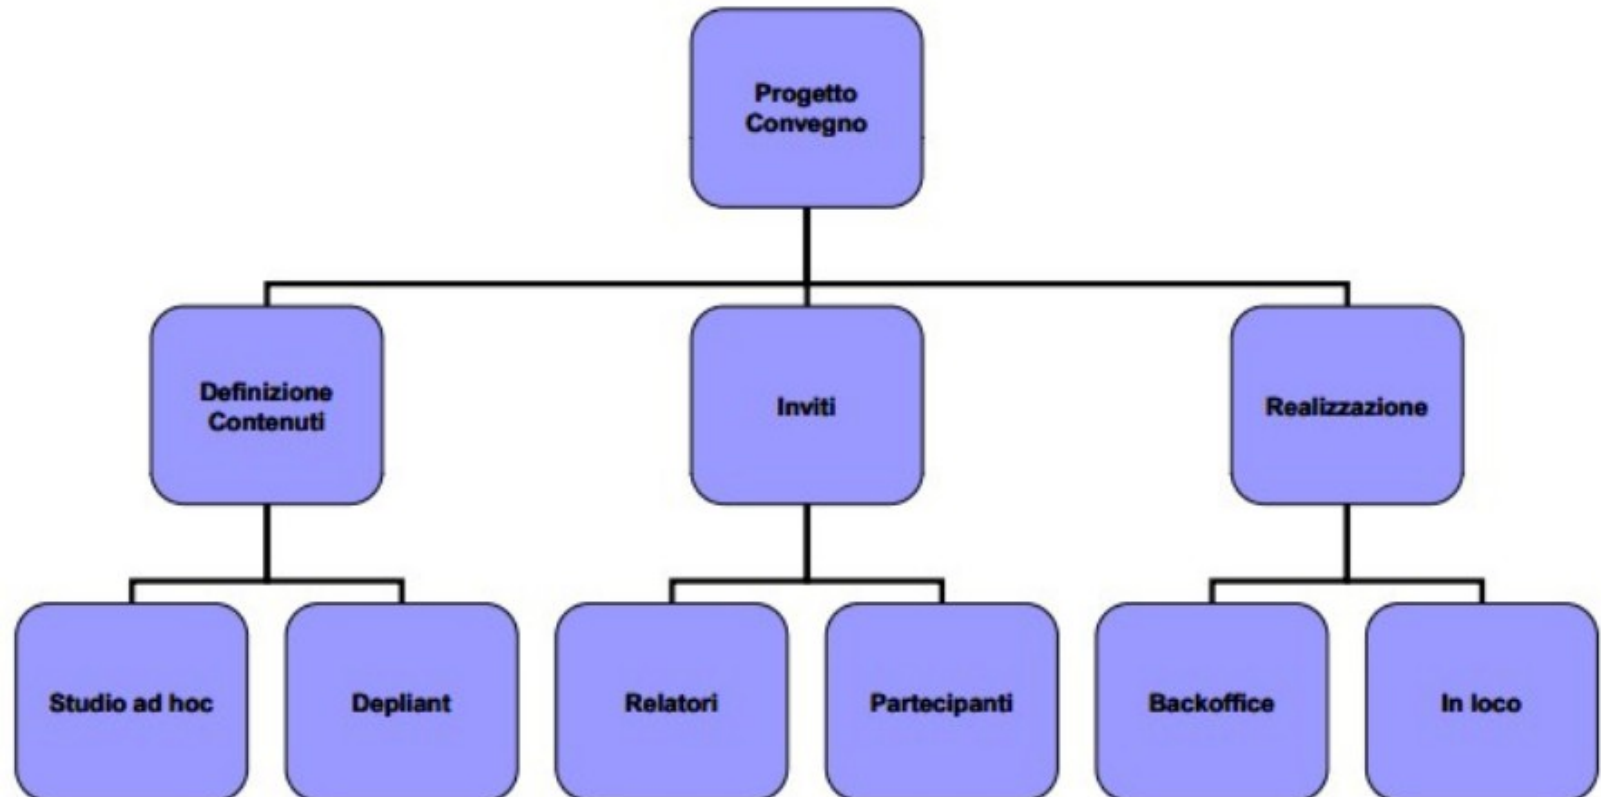 Progetto
Convegno
Definizione
Contenuti
Inviti
Realizzazione
Studio ad hoc
Depliant
Relatori
Partecipanti
Backoffice
In loco